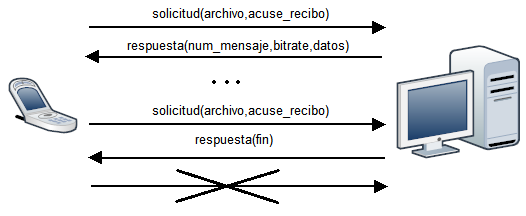 solicitud(archivo,acuse_recibo)
respuesta(num_mensaje,bitrate,datos)
...
solicitud(archivo,acuse_recibo)
respuesta(fin)